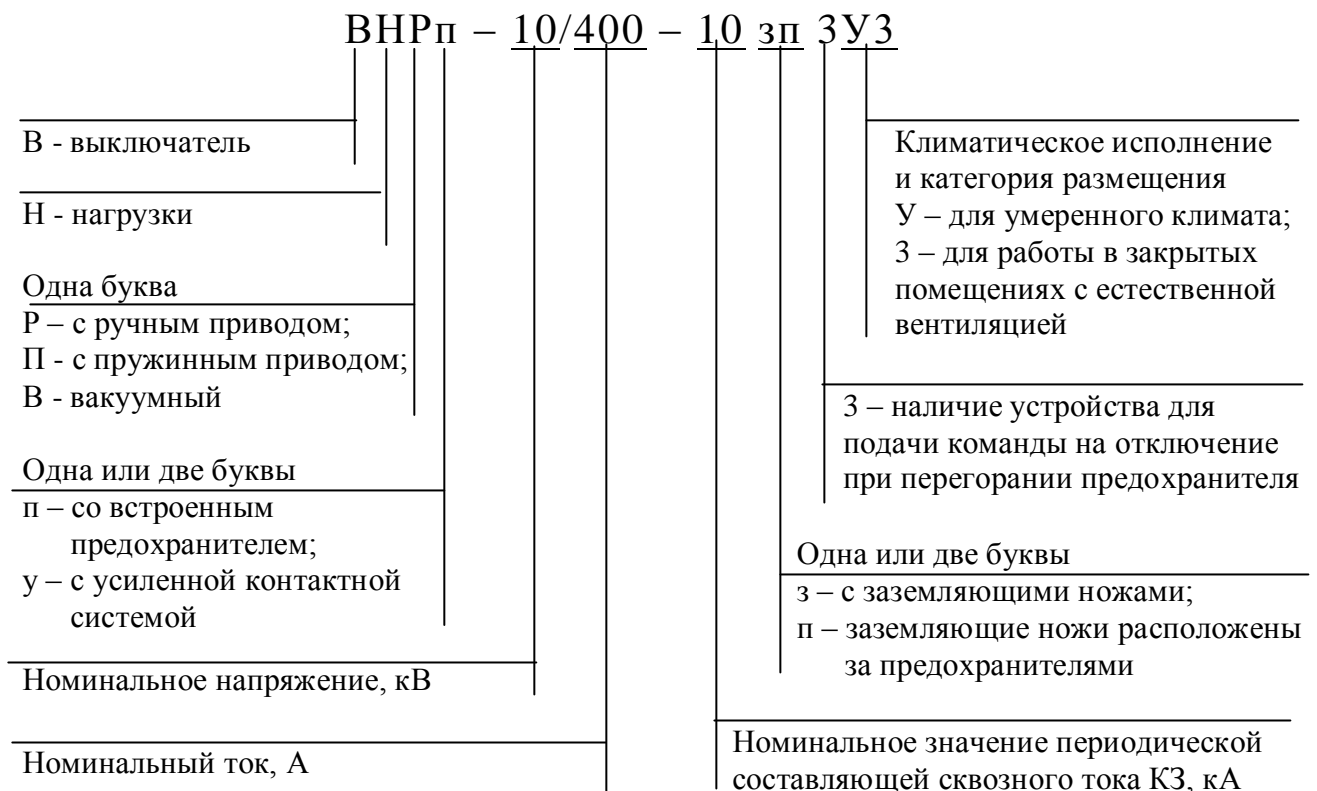 ВНРп – 10/400 – 10 зп 3У3
В - выключатель
Н - нагрузки
Одна буква
Р – с ручным приводом;
П - с пружинным приводом;
В - вакуумный
Одна или две буквы
п – со встроенным
предохранителем;
у – с усиленной контактной
системой
Номинальное напряжение, кВ
Номинальный ток, А
Климатическое исполнение
и категория размещения
У – для умеренного климата;
3 – для работы в закрытых
помещениях с естественной
вентиляцией
3 – наличие устройства для
подачи команды на отключение
при перегорании предохранителя
Одна или две буквы
з – с заземляющими ножами;
п – заземляющие ножи расположены
за предохранителями
Номинальное значение периодической
составляющей сквозного тока КЗ, кА